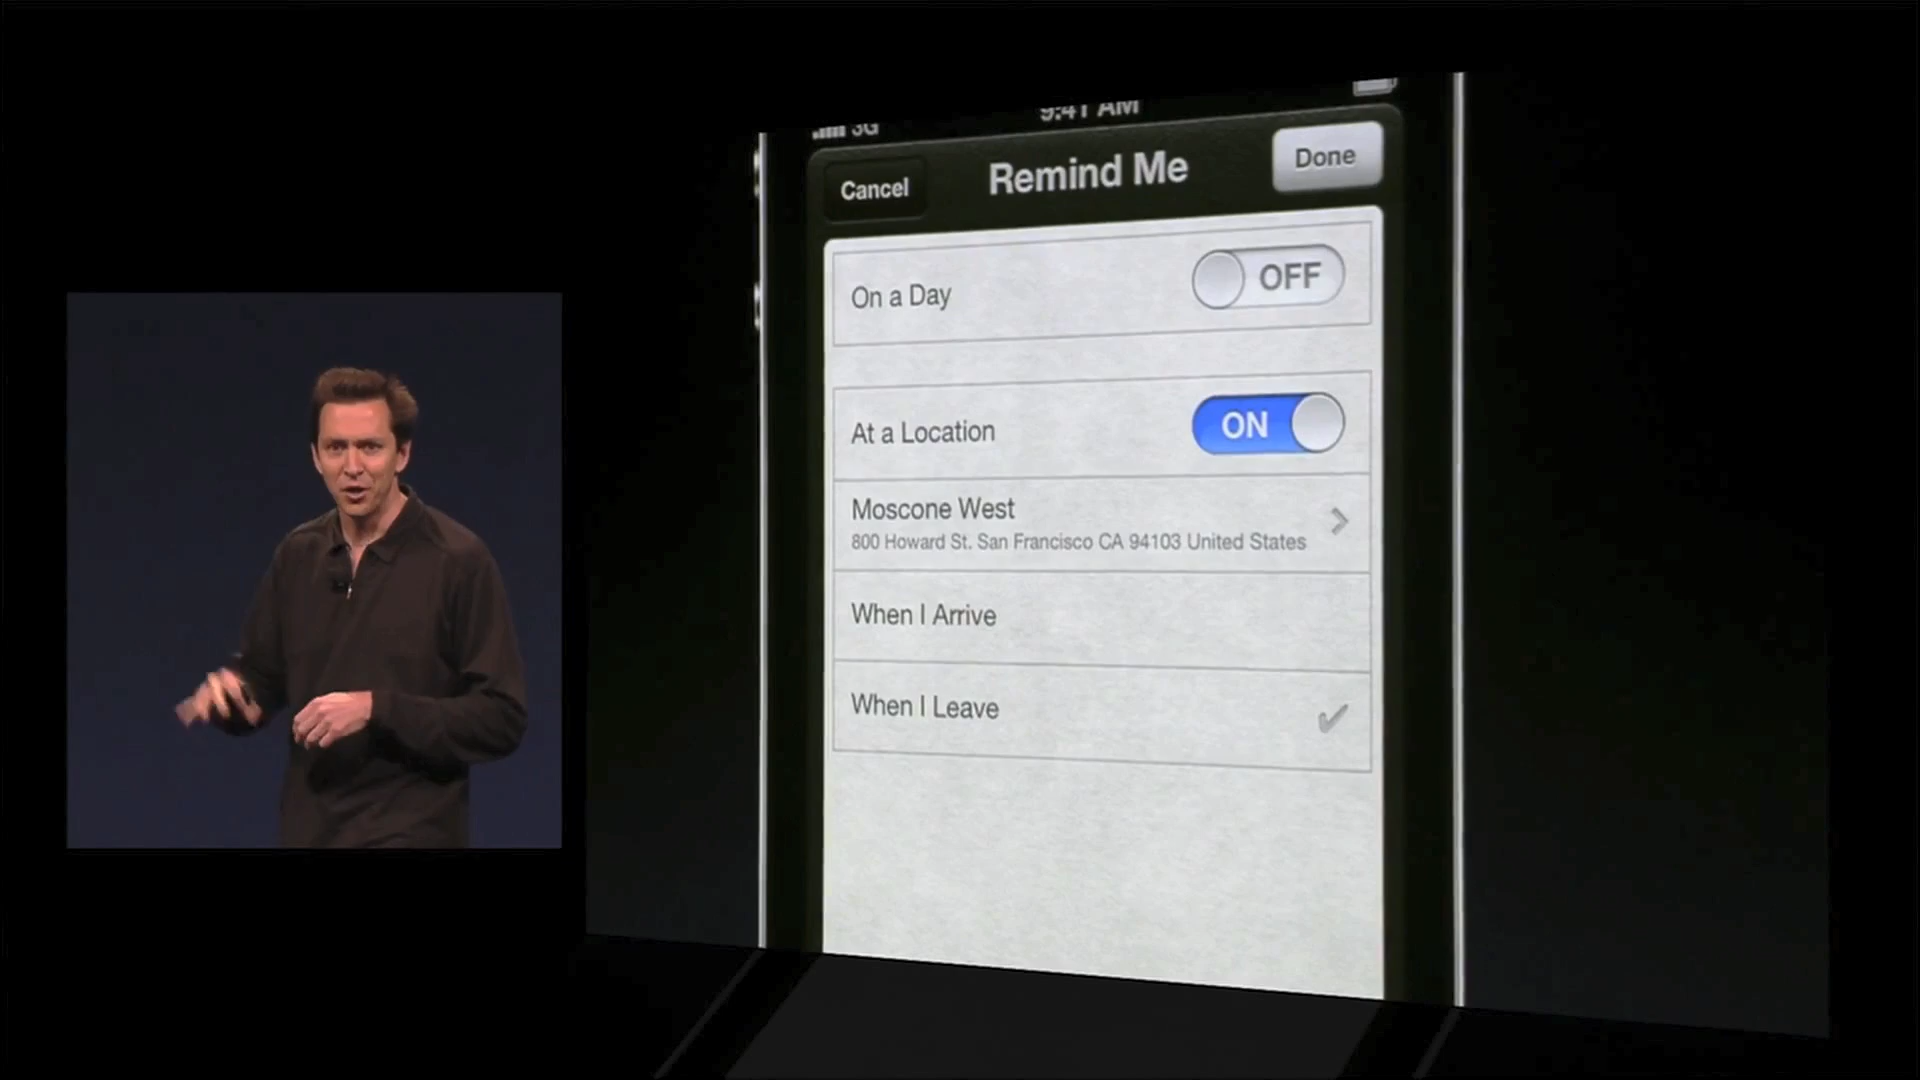 3G
9:41 AM
Cancel
Remind Me
Done
On a Day
OFF
At a Location
ON
Moscone West
800 Howard St. San Francisco CA 94103 United States
When I Arrive
When I Leave